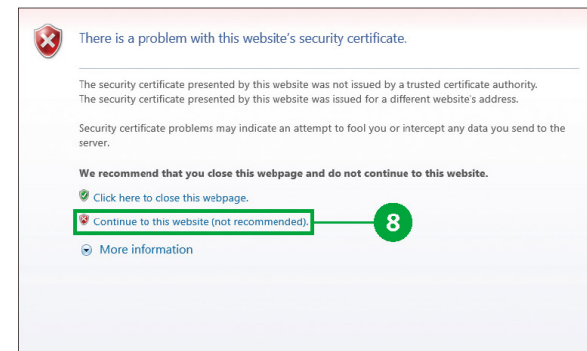 There is a problem with this website's security certificate.
The security certificate presented by this website was not issued by a trusted certificate authority.
The security certificate presented by this website was issued for a different website's address.
Security certificate problems may indicate an attempt to fool you or intercept any data you send to the
server.
We recommend that you close this webpage and do not continue to this website.
Click here to close this webpage.
Continue to this website (not recommended).
8
More information